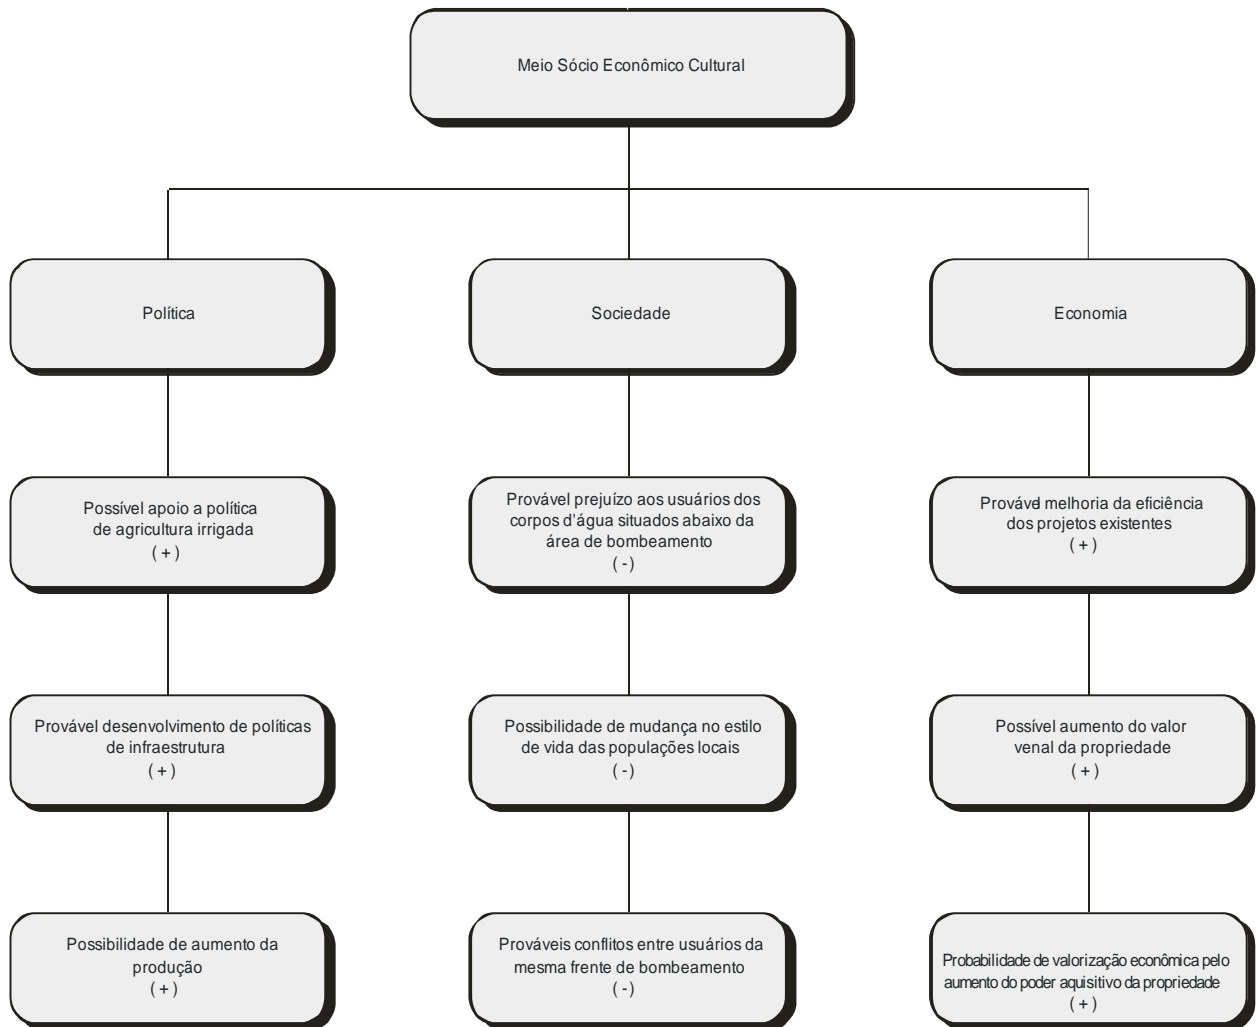 Meio Sócio Econômico Cultural
Política
Sociedade
Economia
Possível apoio a política
de agricultura irrigada
( + )
Provável prejuízo aos usuários dos
corpos d'água situados abaixo da
área de bombeamento
( - )
Provável melhoria da eficiência
dos projetos existentes
( + )
Provável desenvolvimento de políticas
de infraestrutura
( + )
Possibilidade de mudança no estilo
de vida das populações locais
( - )
Possível aumento do valor
venal da propriedade
( + )
Possibilidade de aumento da
produção
( + )
Prováveis conflitos entre usuários da
mesma frente de bombeamento
( - )
Probabilidade de valorização econômica pelo
aumento do poder aquisitivo da propriedade
( + )